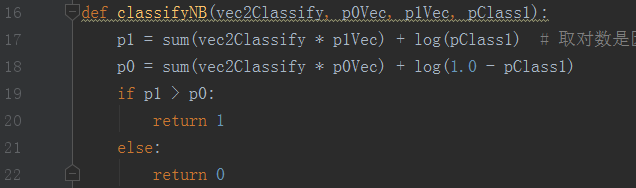 16 def classifyNB(vec2Classify, p0Vec, p1Vec, pClass1):
17     p1 = sum(vec2Classify * p1Vec) + log(pClass1)  # 取对数是
18     p0 = sum(vec2Classify * p0Vec) + log(1.0 - pClass1)
19     if p1 > p0:
20         return 1
21     else:
22         return 0